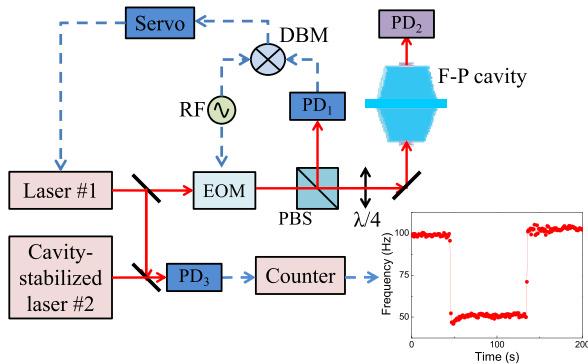 Servo
DBM
PD2
F-P cavity
RF
PD1
Laser #1
EOM
PBS
λ/4
Cavity-
stabilized
laser #2
PD3
Counter
Frequency (Hz)
100
75
50
0
100
200
Time (s)